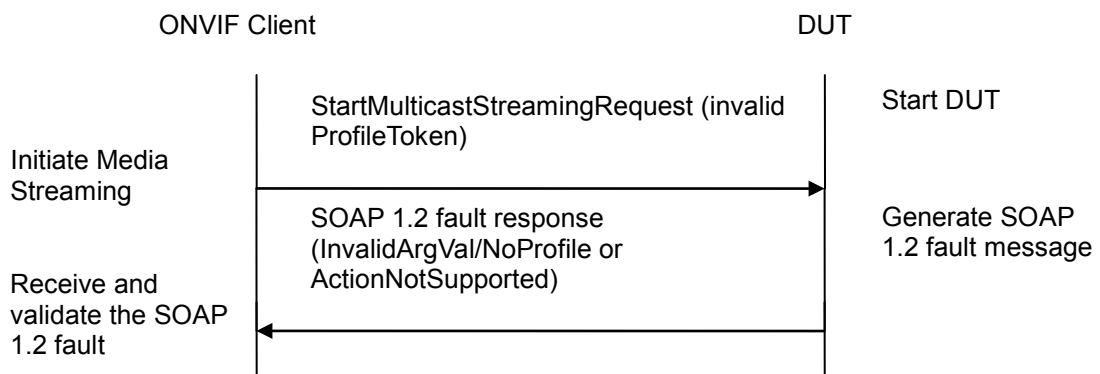 ONVIF Client
DUT
StartMulticastStreamingRequest (invalid
ProfileToken)
Start DUT
Initiate Media
Streaming
SOAP 1.2 fault response
(InvalidArgVal/NoProfile or
ActionNotSupported)
Generate SOAP
1.2 fault message
Receive and
validate the SOAP
1.2 fault